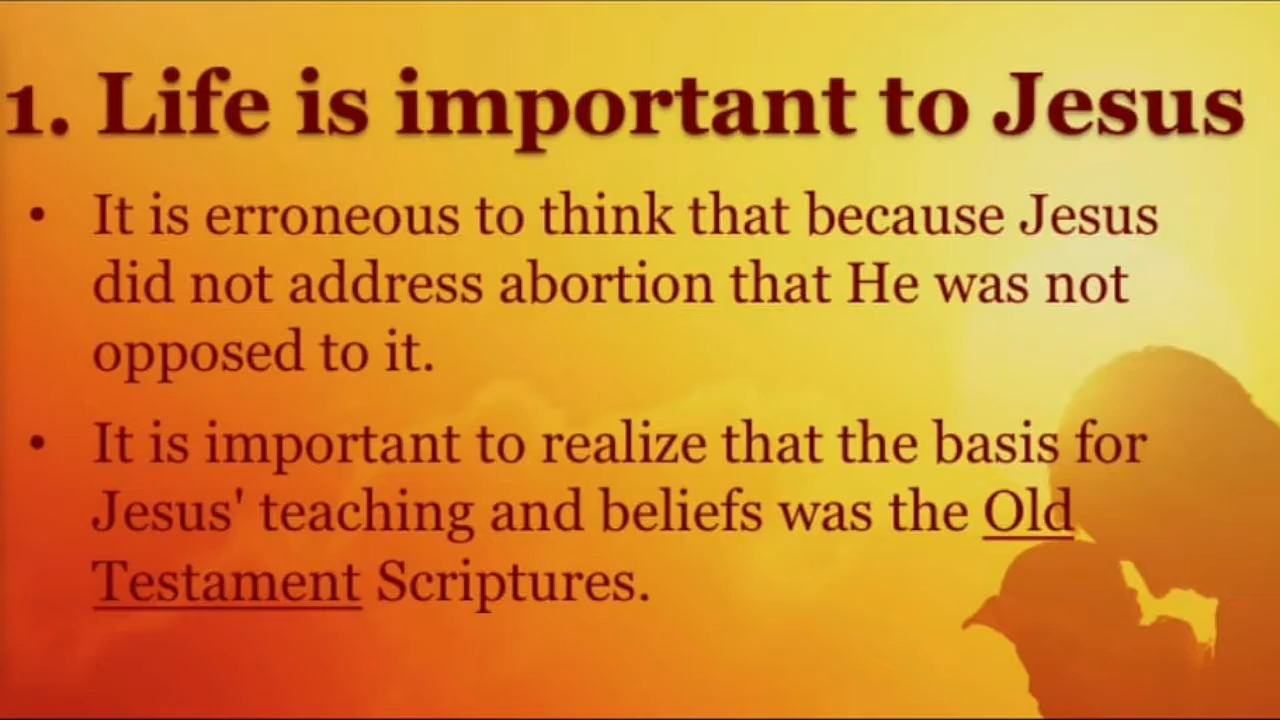 1. Life is important to Jesus
• It is erroneous to think that because Jesus
did not address abortion that He was not
opposed to it.
• It is important to realize that the basis for
Jesus' teaching and beliefs was the Old
Testament Scriptures.